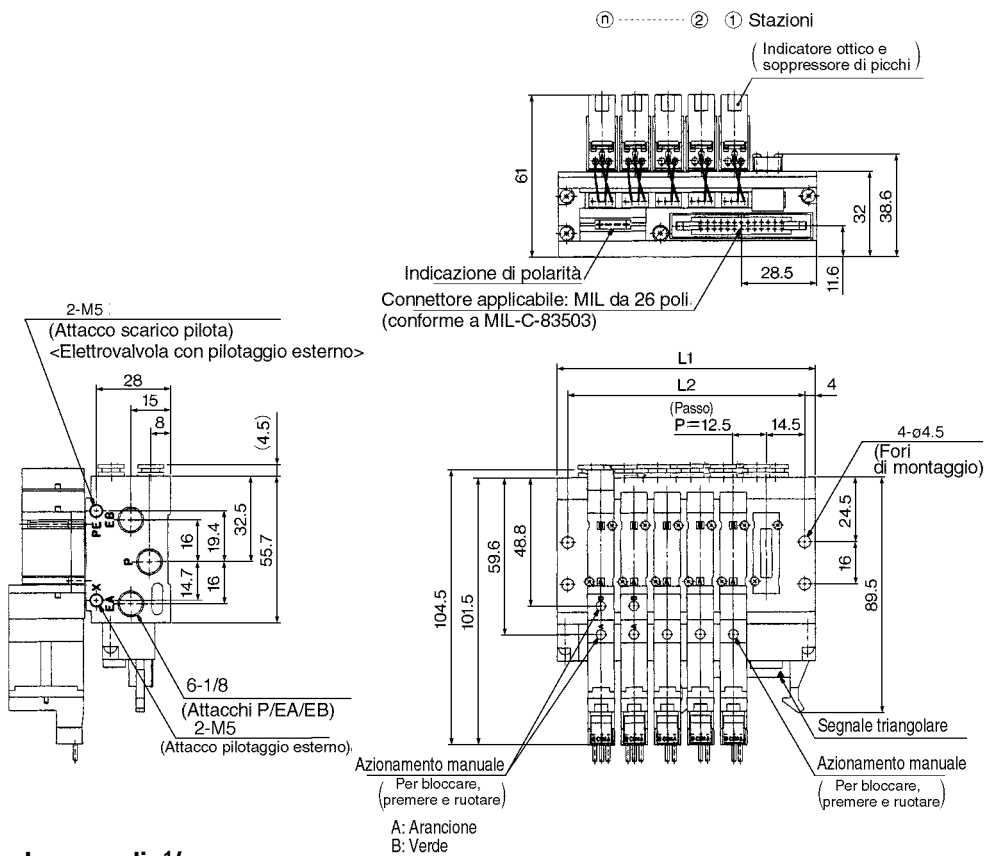 ⓝ ② ① Stazioni
(Indicatore ottico e
soppressore di picchi)
61
32
38.6
28.5
11.6
Indicazione di polarità
Connettore applicabile: MIL da 26 poli
(conforme a MIL-C-83503)
2-M5
(Attacco scarico pilota)
<Elettrovalvola con pilotaggio esterno>
28
15
8
(4.5)
PE
EB
P
X
EA
16
19.4
32.5
55.7
14.7
16
6-1/8
(Attacchi P/EA/EB)
2-M5
(Attacco pilotaggio esterno)
L1
L2
4
(Passo)
P=12.5
14.5
4-ø4.5
(Fori
di montaggio)
104.5
101.5
59.6
48.8
24.5
16
89.5
Segnale triangolare
Azionamento manuale
(Per bloccare,
premere e ruotare)
Azionamento manuale
(Per bloccare,
premere e ruotare)
A: Arancione
B: Verde